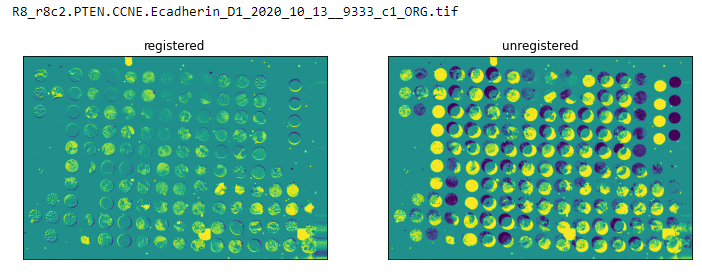 R8_r8c2.PTEN.CCNE.Ecadherin_D1_2020_10_13__9333_c1_ORG.tif
registered
unregistered